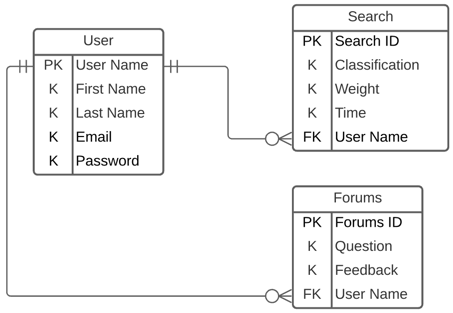 User
PK User Name
K First Name
K Last Name
K Email
K Password
Search
PK Search ID
K Classification
K Weight
K Time
FK User Name
Forums
PK Forums ID
K Question
K Feedback
FK User Name